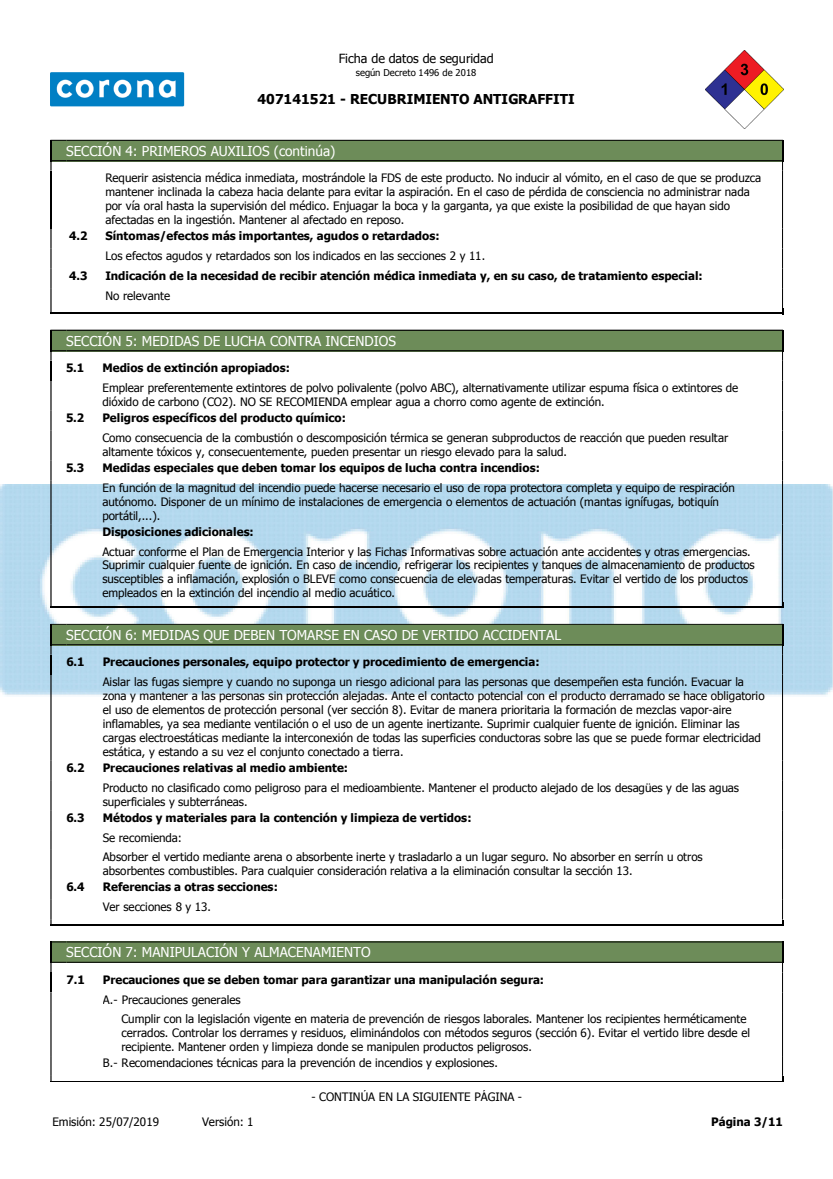 Ficha de datos de seguridad
según Decreto 1496 de 2018
corona
407141521 - RECUBRIMIENTO ANTIGRAFFITI
3
1
0
SECCIÓN 4: PRIMEROS AUXILIOS (continúa)
Requerir asistencia médica inmediata, mostrándole la FDS de este producto. No inducir al vómito, en el caso de que se produzca
mantener inclinada la cabeza hacia delante para evitar la aspiración. En el caso de pérdida de consciencia no administrar nada
por vía oral hasta la supervisión del médico. Enjuagar la boca y la garganta, ya que existe la posibilidad de que hayan sido
afectadas en la ingestión. Mantener al afectado en reposo.
4.2 Síntomas/efectos más importantes, agudos o retardados:
Los efectos agudos y retardados son los indicados en las secciones 2 y 11.
4.3 Indicación de la necesidad de recibir atención médica inmediata y, en su caso, de tratamiento especial:
No relevante
SECCIÓN 5: MEDIDAS DE LUCHA CONTRA INCENDIOS
5.1 Medios de extinción apropiados:
Emplear preferentemente extintores de polvo polivalente (polvo ABC), alternativamente utilizar espuma física o extintores de
dióxido de carbono (CO2). NO SE RECOMIENDA emplear agua a chorro como agente de extinción.
5.2 Peligros específicos del producto químico:
Como consecuencia de la combustión o descomposición térmica se generan subproductos de reacción que pueden resultar
altamente tóxicos y, consecuentemente, pueden presentar un riesgo elevado para la salud.
5.3 Medidas especiales que deben tomar los equipos de lucha contra incendios:
En función de la magnitud del incendio puede hacerse necesario el uso de ropa protectora completa y equipo de respiración
autónomo. Disponer de un mínimo de instalaciones de emergencia o elementos de actuación (mantas ignífugas, botiquín
portátil,...).
Disposiciones adicionales:
Actuar conforme el Plan de Emergencia Interior y las Fichas Informativas sobre actuación ante accidentes y otras emergencias.
Suprimir cualquier fuente de ignición. En caso de incendio, refrigerar los recipientes y tanques de almacenamiento de productos
susceptibles a inflamación, explosión o BLEVE como consecuencia de elevadas temperaturas. Evitar el vertido de los productos
empleados en la extinción del incendio al medio acuático.
corona
SECCIÓN 6: MEDIDAS QUE DEBEN TOMARSE EN CASO DE VERTIDO ACCIDENTAL
6.1 Precauciones personales, equipo protector y procedimiento de emergencia:
Aislar las fugas siempre y cuando no suponga un riesgo adicional para las personas que desempeñen esta función. Evacuar la
zona y mantener a las personas sin protección alejadas. Ante el contacto potencial con el producto derramado se hace obligatorio
el uso de elementos de protección personal (ver sección 8). Evitar de manera prioritaria la formación de mezclas vapor-aire
inflamables, ya sea mediante ventilación o el uso de un agente inertizante. Suprimir cualquier fuente de ignición. Eliminar las
cargas electroestáticas mediante la interconexión de todas las superficies conductoras sobre las que se puede formar electricidad
estática, y estando a su vez el conjunto conectado a tierra.
6.2 Precauciones relativas al medio ambiente:
Producto no clasificado como peligroso para el medioambiente. Mantener el producto alejado de los desagües y de las aguas
superficiales y subterráneas.
6.3 Métodos y materiales para la contención y limpieza de vertidos:
Se recomienda:
Absorber el vertido mediante arena o absorbente inerte y trasladarlo a un lugar seguro. No absorber en serrín u otros
absorbentes combustibles. Para cualquier consideración relativa a la eliminación consultar la sección 13.
6.4 Referencias a otras secciones:
Ver secciones 8 y 13.
SECCIÓN 7: MANIPULACIÓN Y ALMACENAMIENTO
7.1 Precauciones que se deben tomar para garantizar una manipulación segura:
A.- Precauciones generales
Cumplir con la legislación vigente en materia de prevención de riesgos laborales. Mantener los recipientes herméticamente
cerrados. Controlar los derrames y residuos, eliminándolos con métodos seguros (sección 6). Evitar el vertido libre desde el
recipiente. Mantener orden y limpieza donde se manipulen productos peligrosos.
B.- Recomendaciones técnicas para la prevención de incendios y explosiones.
- CONTINÚA EN LA SIGUIENTE PÁGINA -
Emisión: 25/07/2019 Versión: 1 Página 3/11